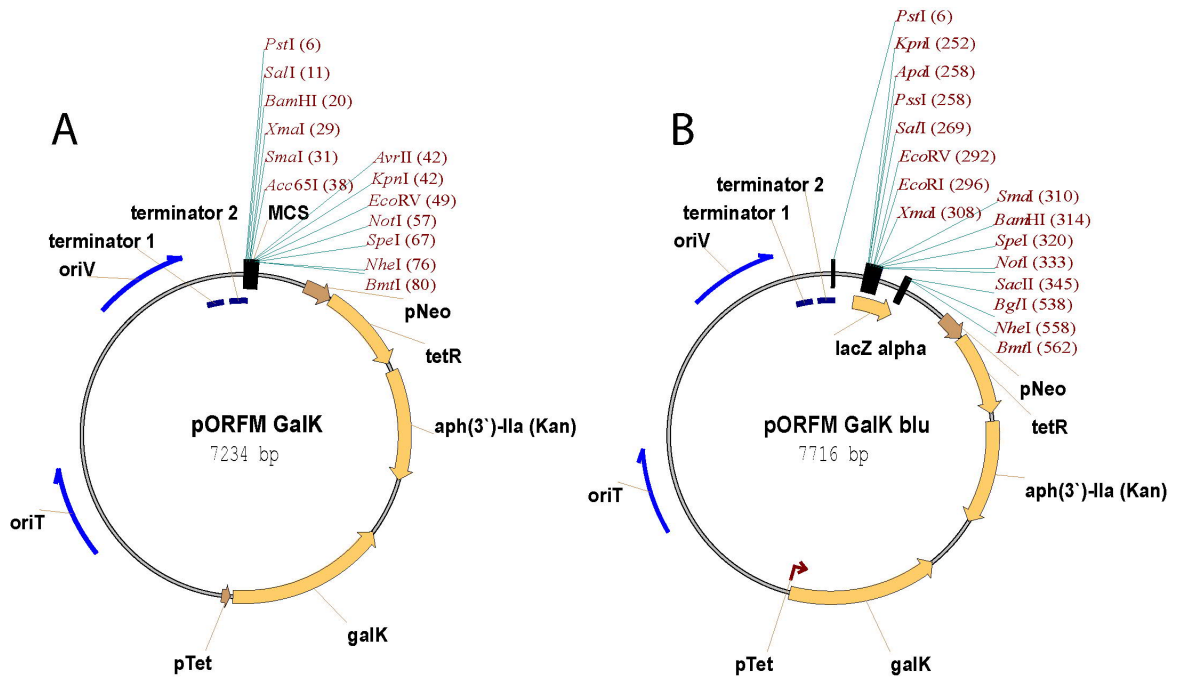 A
PstI (6)
SalI (11)
BamHI (20)
XmaI (29)
SmaI (31)
Acc65I (38)
MCS
AvrII (42)
KpnI (42)
EcoRV (49)
NotI (57)
SpeI (67)
NheI (76)
BmtI (80)
terminator 2
terminator 1
oriV
pNeo
tetR
aph(3`)-IIa (Kan)
pORFM GalK
7234 bp
oriT
galK
pTet
B
PstI (6)
KpnI (252)
ApaI (258)
PssI (258)
SalI (269)
EcoRV (292)
EcoRI (296)
XmaI (308)
SmaI (310)
BamHI (314)
SpeI (320)
NotI (333)
SacII (345)
BglI (538)
NheI (558)
BmtI (562)
terminator 2
terminator 1
oriV
lacZ alpha
pNeo
tetR
aph(3`)-IIa (Kan)
pORFM GalK blu
7716 bp
oriT
pTet
galK